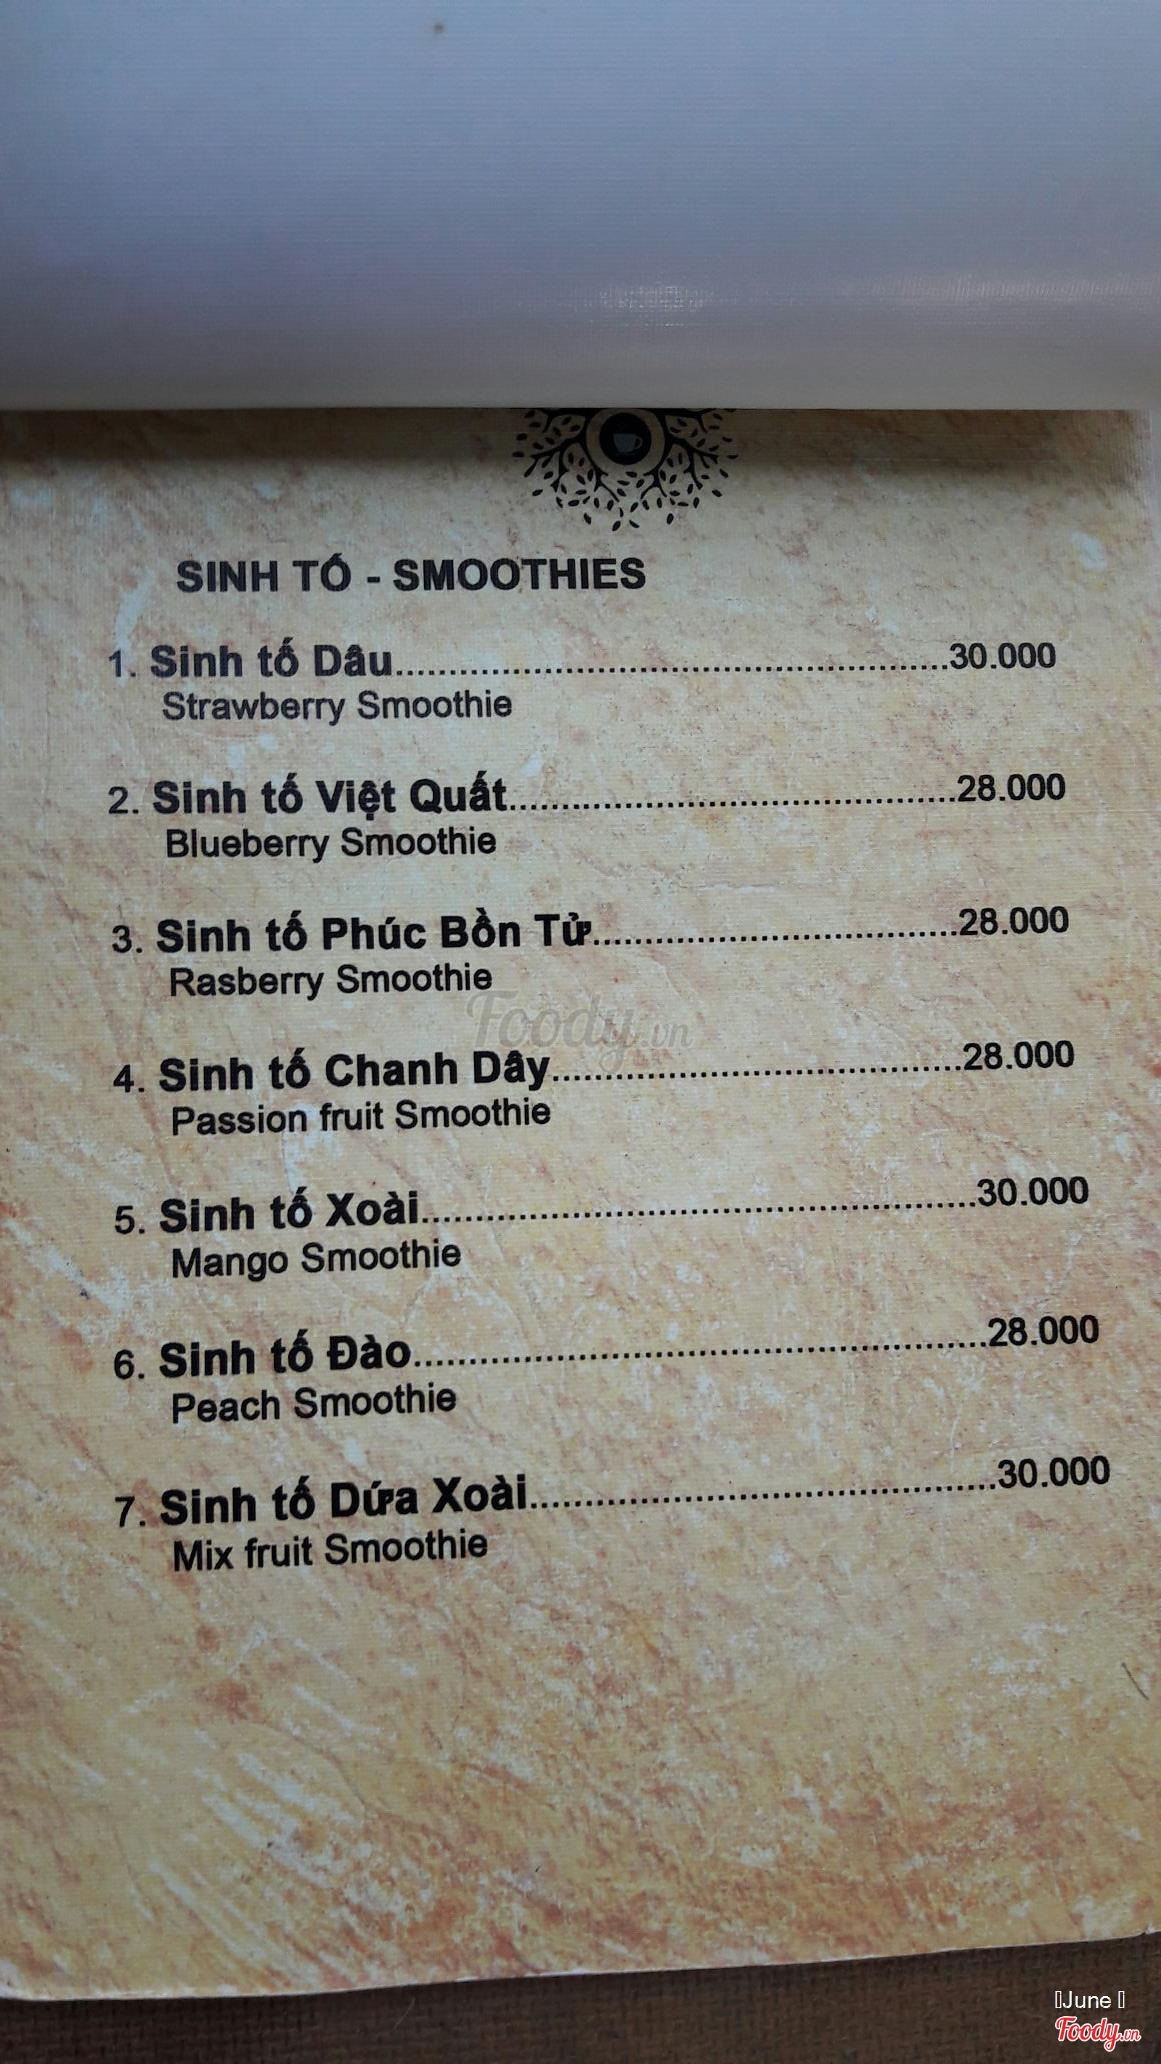 SINH TỐ - SMOOTHIES
1. Sinh tố Dâu..........................................................30.000
Strawberry Smoothie
2. Sinh tố Việt Quất..............................................28.000
Blueberry Smoothie
3. Sinh tố Phúc Bồn Tử.....................................28.000
Rasberry Smoothie
Foody.vn
4. Sinh tố Chanh Dây..........................................28.000
Passion fruit Smoothie
5. Sinh tố Xoài.........................................................30.000
Mango Smoothie
6. Sinh tố Đào..........................................................28.000
Peach Smoothie
7. Sinh tố Dứa Xoài...............................................30.000
Mix fruit Smoothie
June
Foody.vn